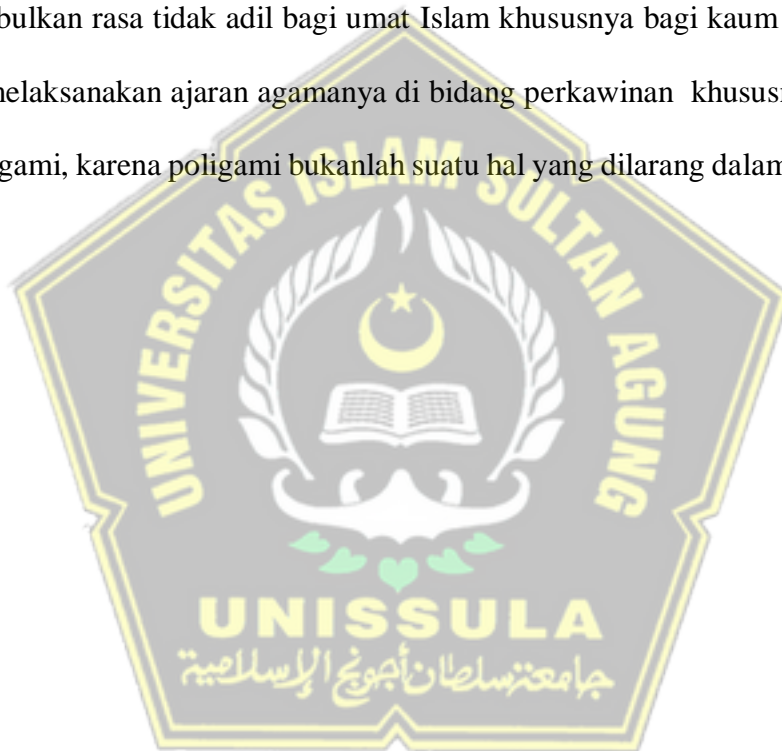 bulkan rasa tidak adil bagi umat Islam khususnya bagi kaum
melaksanakan ajaran agamanya di bidang perkawinan khusus
gami, karena poligami bukanlah suatu hal yang dilarang dalam
UNIVERSITAS ISLAM SULTAN AGUNG
UNISSULA
جامعة سلطان أجونج الإسلامية